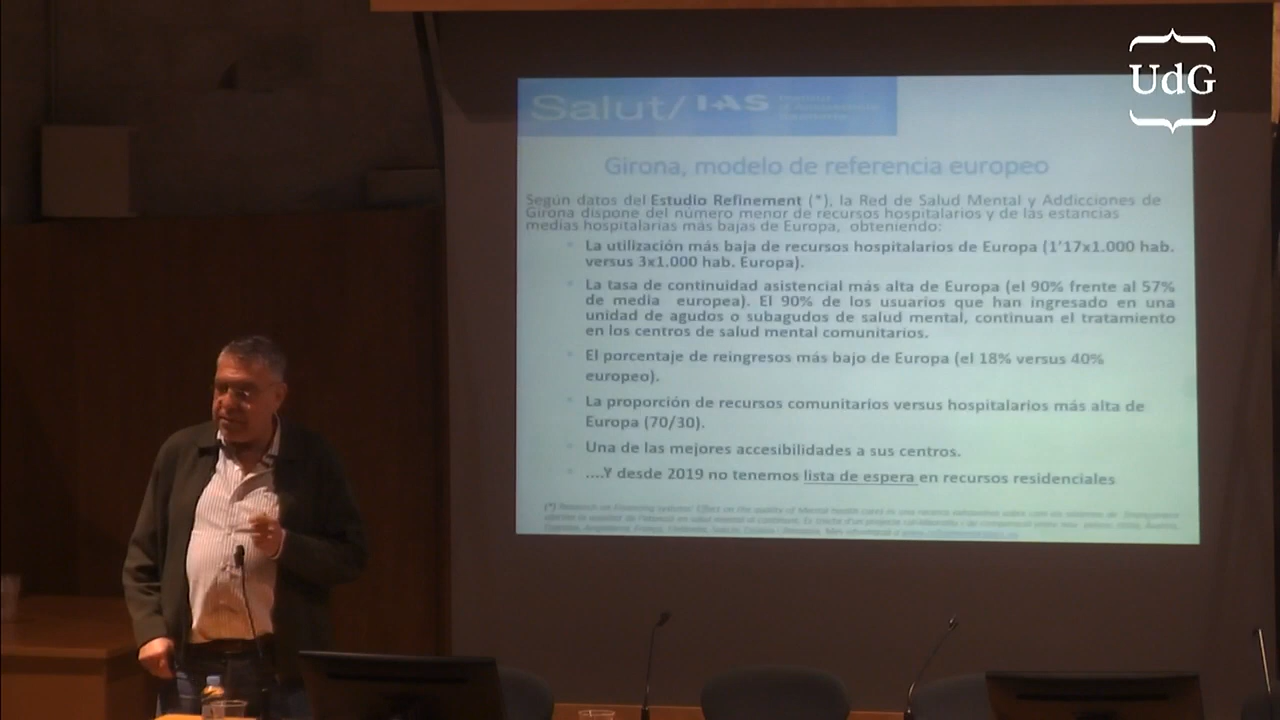 UdG
Salut/ IAS Institut
Girona, modelo de referencia europeo
Según datos del Estudio Refinement (*), la Red de Salud Mental y Addicciones de
Girona dispone del número menor de recursos hospitalarios y de las estancias
medias hospitalarias más bajas de Europa, obteniendo:
La utilización más baja de recursos hospitalarios de Europa (1'17x1.000 hab.
versus 3x1.000 hab. Europa).
La tasa de continuidad asistencial más alta de Europa (el 90% frente al 57%
de media europea). El 90% de los usuarios que han ingresado en una
unidad de agudos o subagudos de salud mental, continuan el tratamiento
en los centros de salud mental comunitarios.
El porcentaje de reingresos más bajo de Europa (el 18% versus 40%
europeo).
La proporción de recursos comunitarios versus hospitalarios más alta de
Europa (70/30).
Una de las mejores accesibilidades a sus centros.
....Y desde 2019 no tenemos lista de espera en recursos residenciales